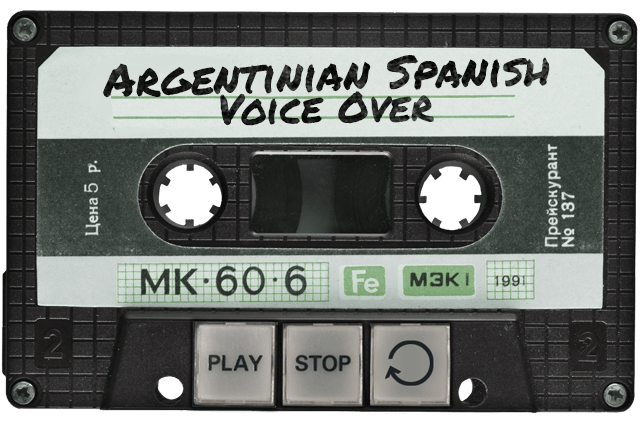 ARGENTINIAN SPANISH
VOICE OVER
Цена 5 р.
Прейскурант
№ 137
МК·60·6
Fe
МЭК I
1991
2
2
PLAY
STOP